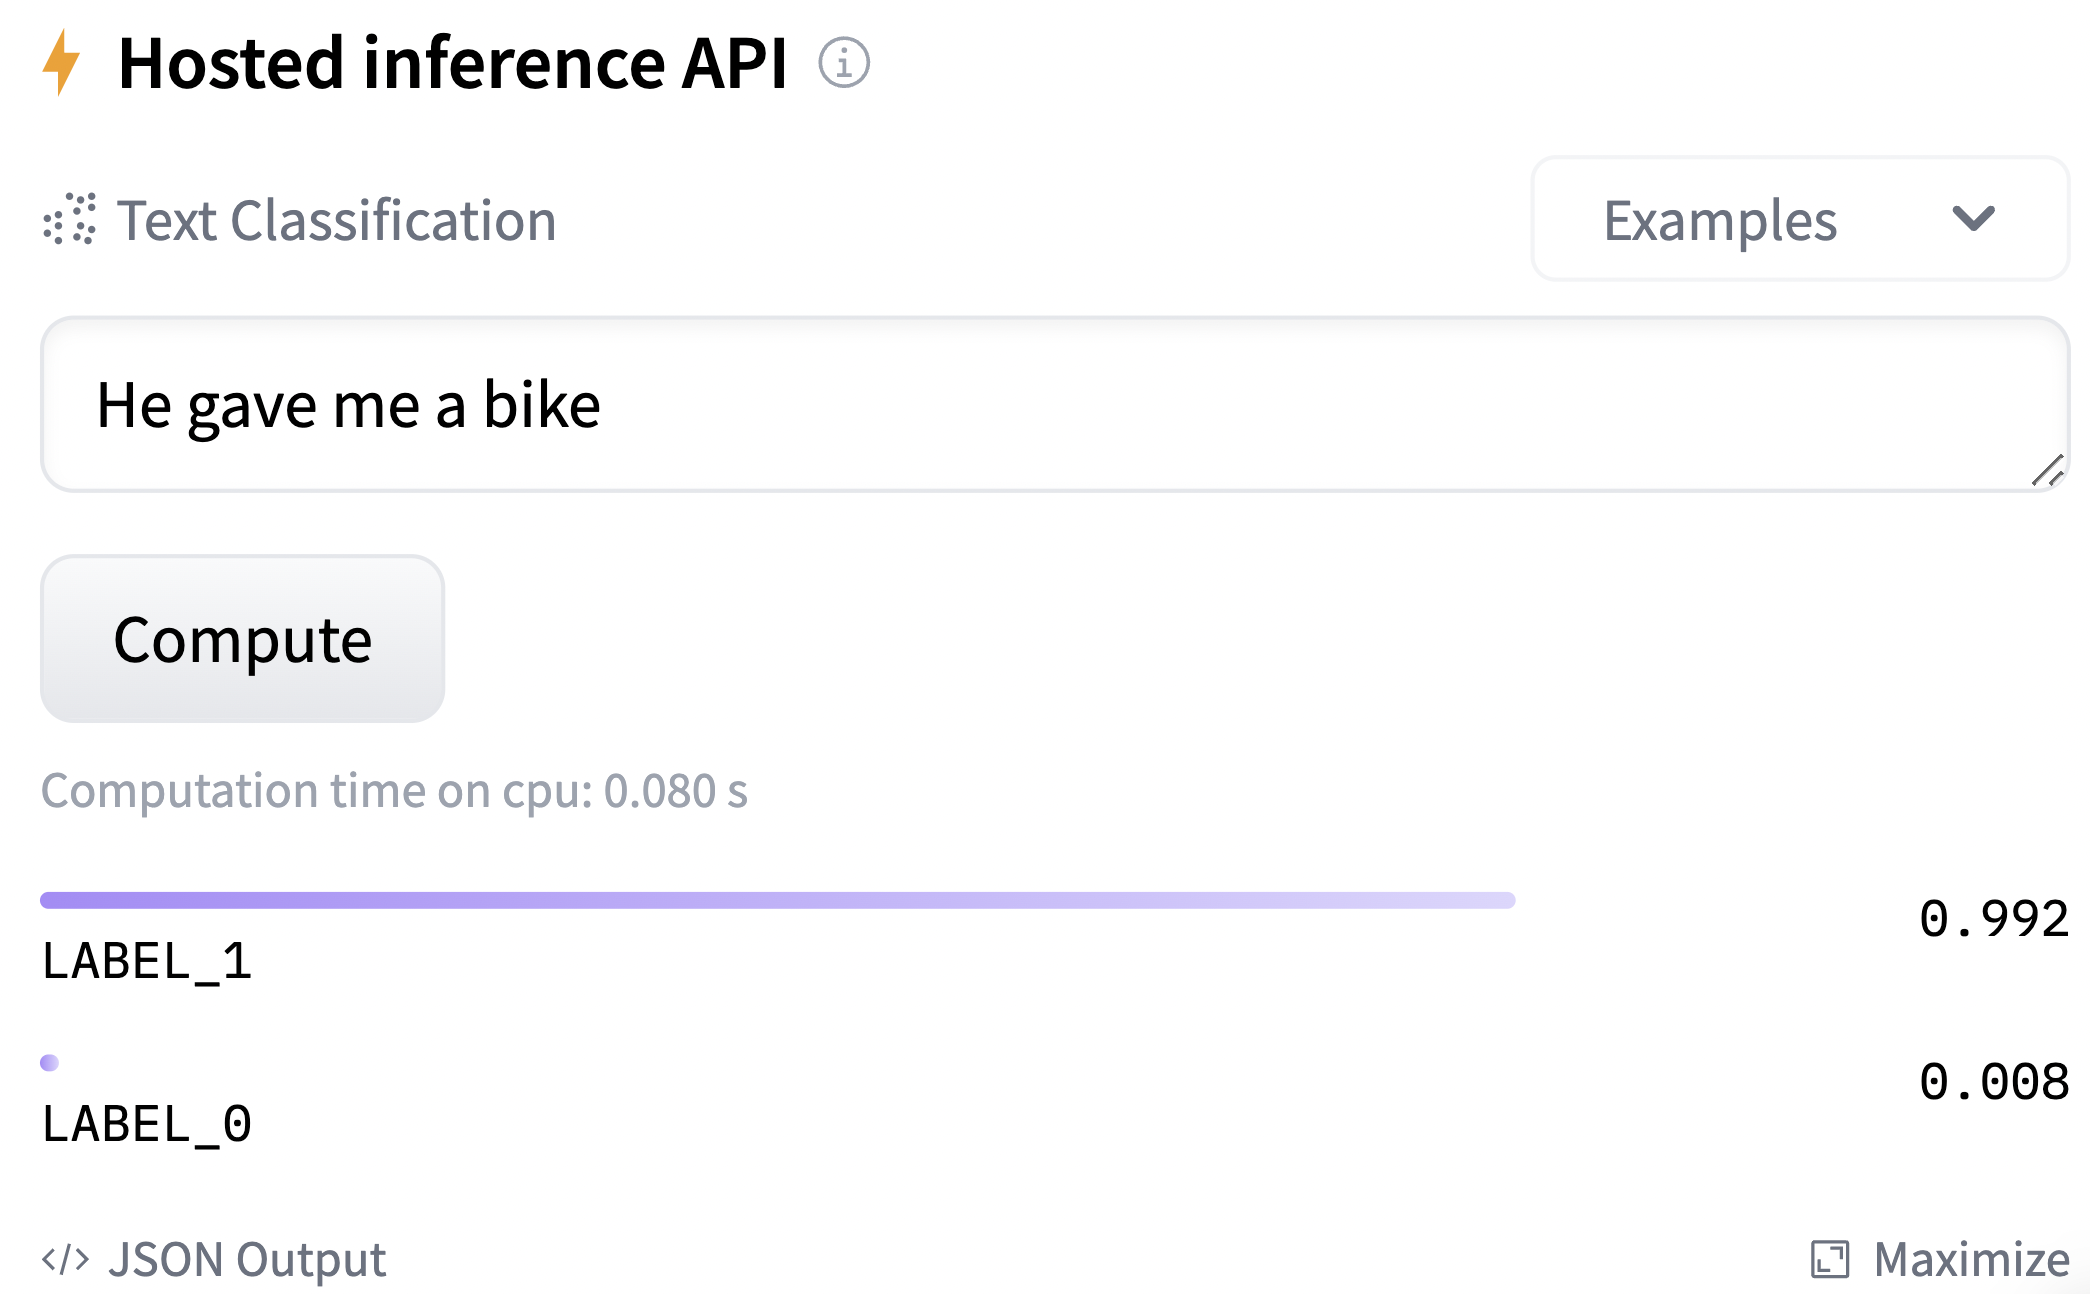 Hosted inference API
Text Classification
Examples
He gave me a bike
Compute
Computation time on cpu: 0.080 s
0.992
LABEL_1
0.008
LABEL_0
</> JSON Output
Maximize